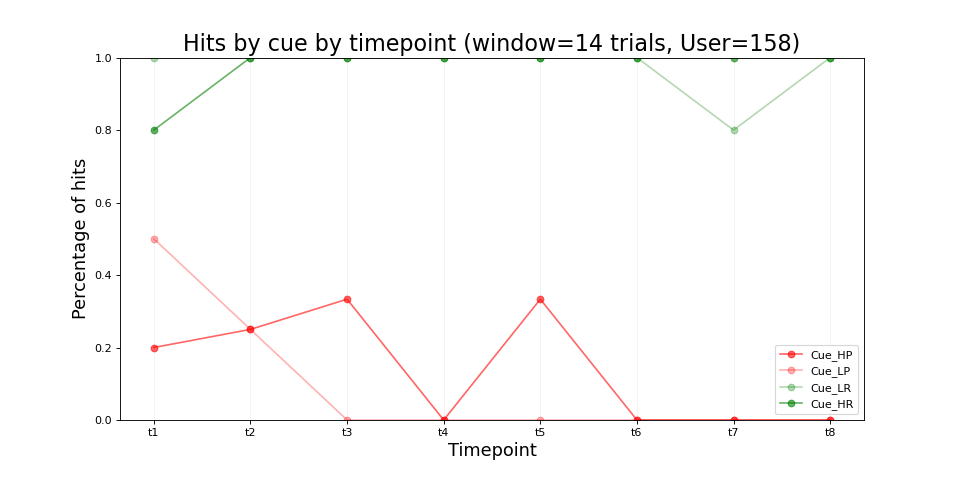 Hits by cue by timepoint (window=14 trials, User=158)
Percentage of hits
1.0
0.8
0.6
0.4
0.2
0.0
t1 t2 t3 t4 t5 t6 t7 t8
Timepoint
Cue_HP
Cue_LP
Cue_LR
Cue_HR